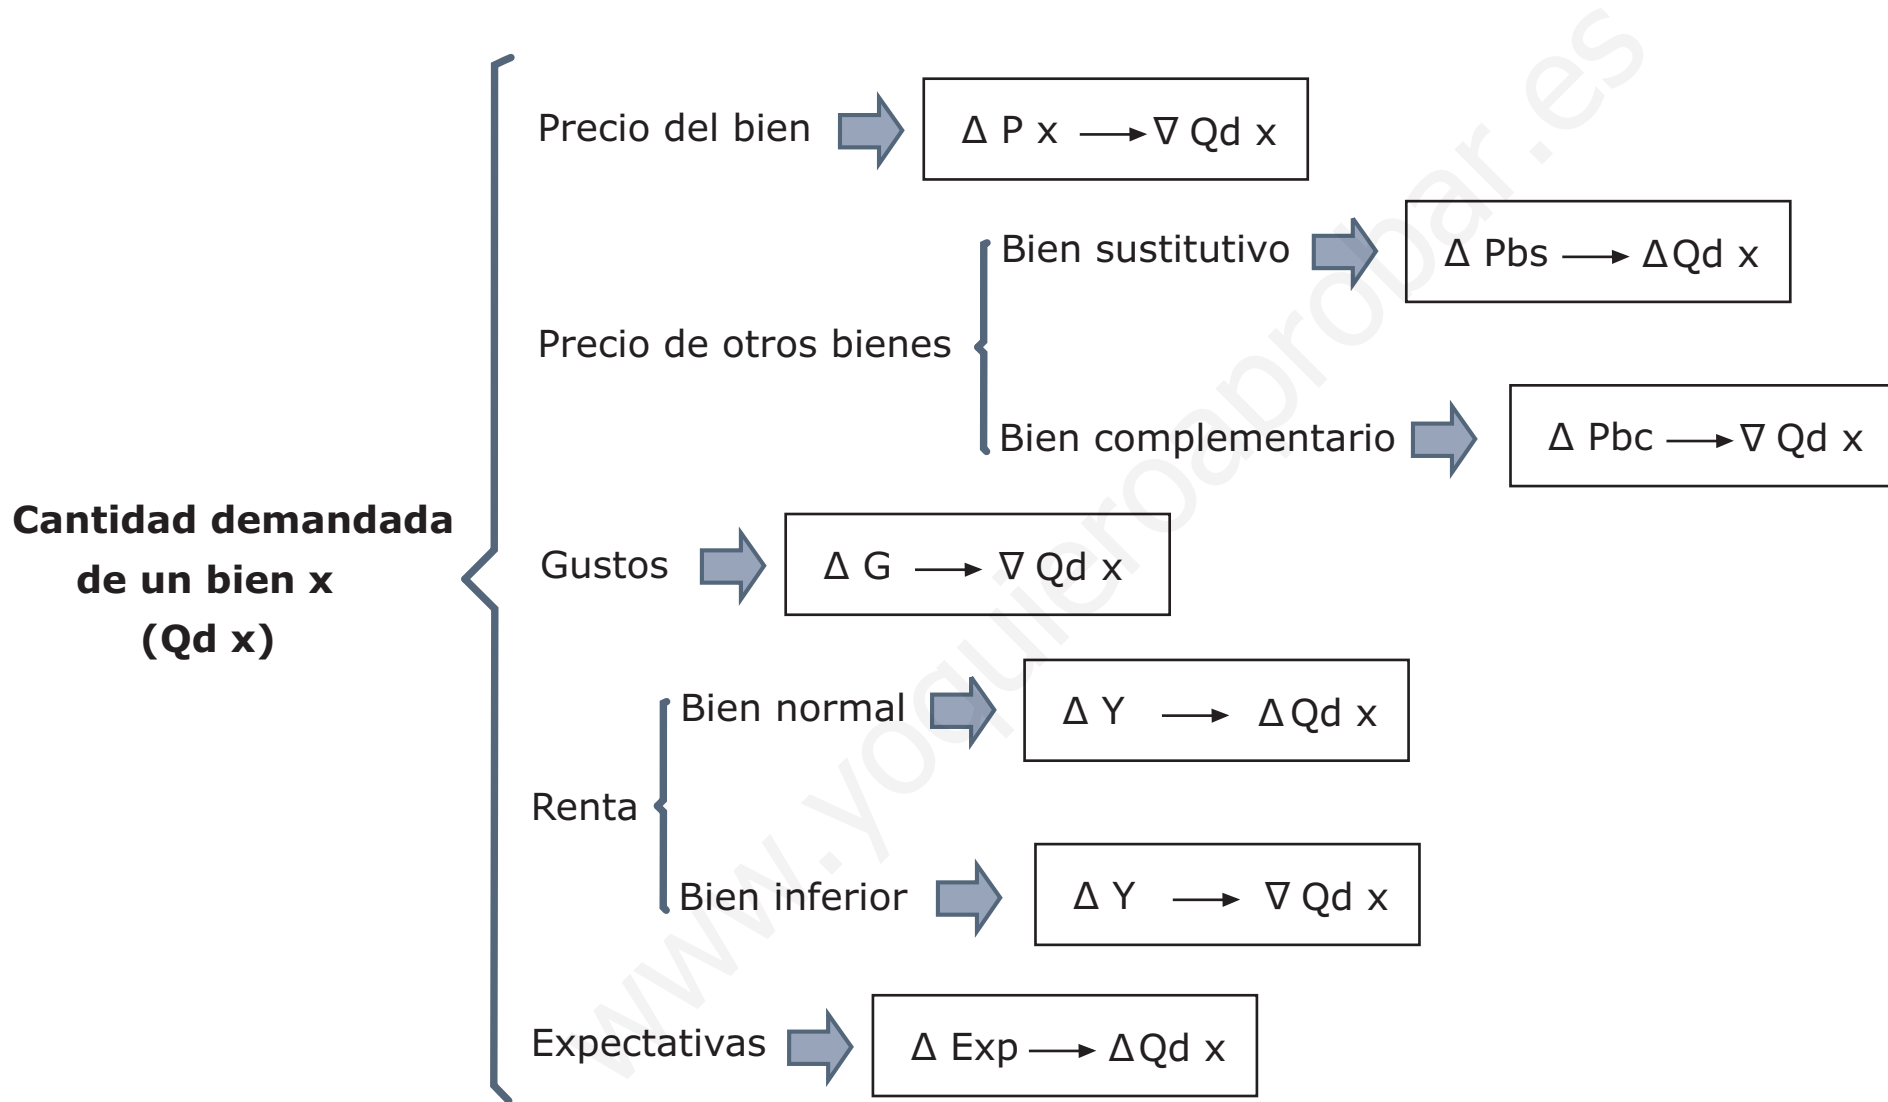 Precio del bien
Δ P x ⟶ ∇ Qd x
Bien sustitutivo
Δ Pbs ⟶ Δ Qd x
Precio de otros bienes
Bien complementario
Δ Pbc ⟶ ∇ Qd x
Cantidad demandada
de un bien x
(Qd x)
Gustos
Δ G ⟶ ∇ Qd x
Bien normal
Δ Y ⟶ Δ Qd x
Renta
Bien inferior
Δ Y ⟶ ∇ Qd x
Expectativas
Δ Exp ⟶ Δ Qd x
www.yoquieroaprobar.es